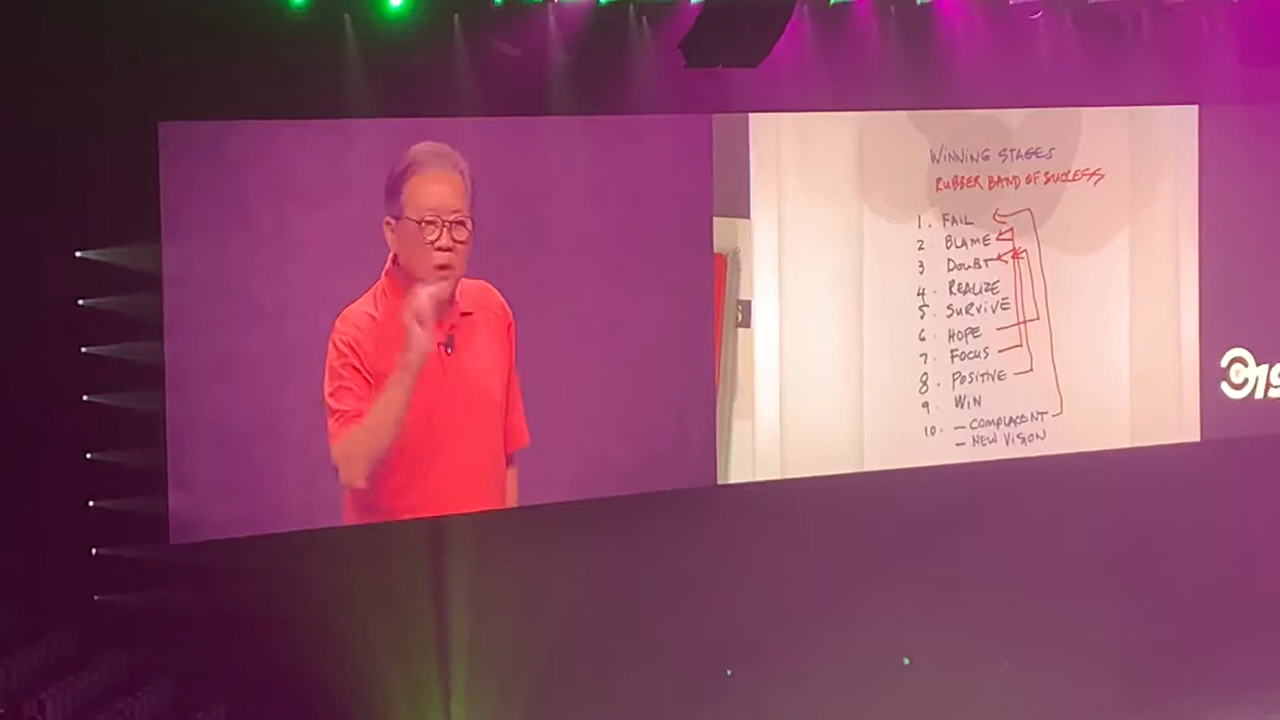 WINNING STAGES
RUBBER BAND OF SUCCESS
1. FAIL
2 BLAME
3 DOUBT
4. REALIZE
5. SURVIVE
6. HOPE
7. FOCUS
8. POSITIVE
9. WIN
10. – COMPLACENT
– NEW VISION
19